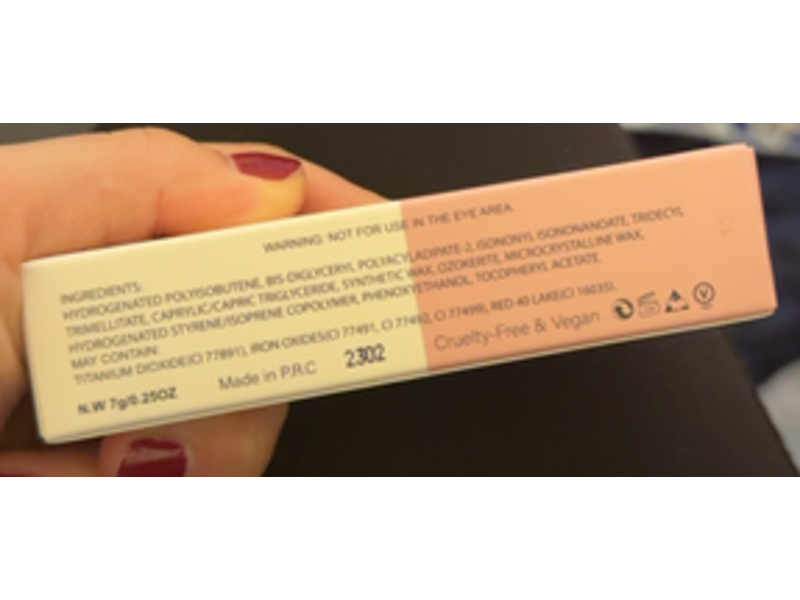 WARNING: NOT FOR USE IN THE EYE AREA.
INGREDIENTS:
HYDROGENATED POLYISOBUTENE, BIS-DIGLYCERYL POLYACYLADIPATE-2, ISONONYL ISONONANOATE, TRIDECYL
TRIMELLITATE, CAPRYLIC/CAPRIC TRIGLYCERIDE, SYNTHETIC WAX, OZOKERITE, MICROCRYSTALLINE WAX,
HYDROGENATED STYRENE/ISOPRENE COPOLYMER, PHENOXYETHANOL, TOCOPHERYL ACETATE.
MAY CONTAIN:
TITANIUM DIOXIDE(CI 77891), IRON OXIDES(CI 77491, CI 77492, CI 77499), RED 40 LAKE(CI 16035).
N.W 7g/0.25OZ Made in P.R.C 2302 Cruelty-Free & Vegan